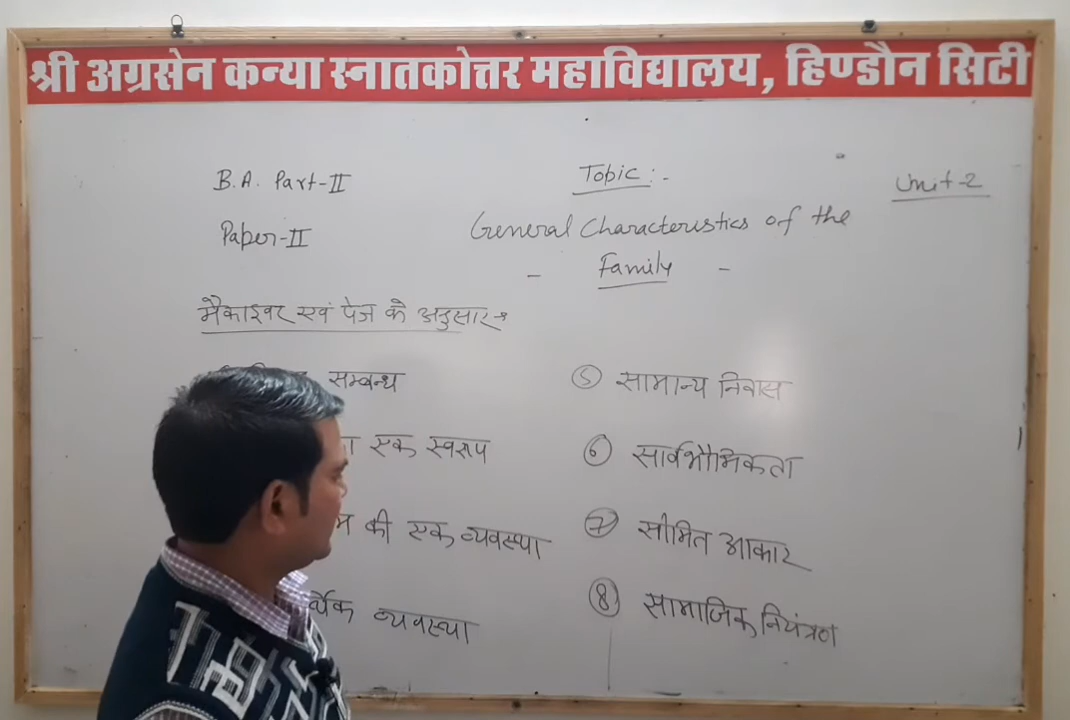 श्री अग्रसेन कन्या स्नातकोत्तर महाविद्यालय, हिण्डौन सिटी
B.A. Part-II
Paper-II
Topic:-
General Characteristics of the
- Family -
Unit-2
मैकाइवर एवं पेज के अनुसार→
सम्बन्ध
एक स्वरूप
की एक व्यवस्था
व्यवस्था
⑤ सामान्य निवास
⑥ सार्वभौमिकता
⑦ सीमित आकार
⑧ सामाजिक नियंत्रण